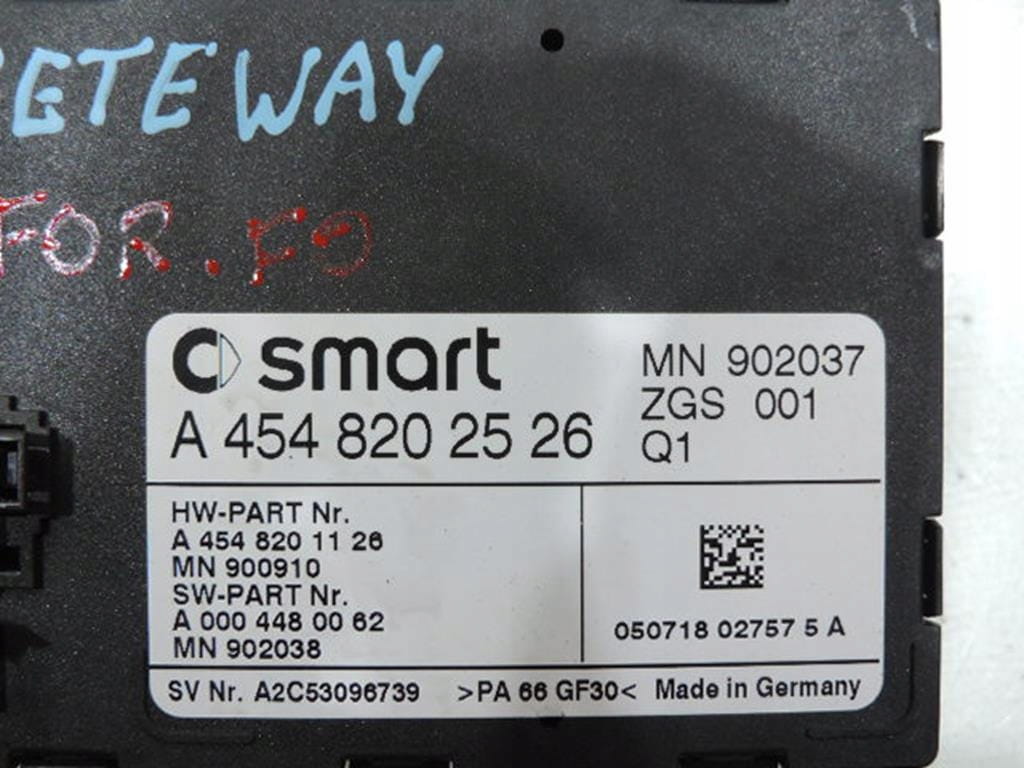 GETEWAY
FOR.FO
smart
A 454 820 25 26
MN 902037
ZGS 001
Q1
HW-PART Nr.
A 454 820 11 26
MN 900910
SW-PART Nr.
A 000 448 00 62
MN 902038
050718 02757 5 A
SV Nr. A2C53096739 >PA 66 GF30< Made in Germany